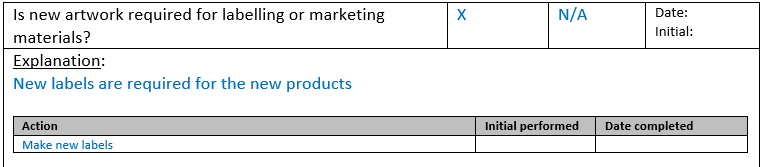 Is new artwork required for labelling or marketing materials? X N/A Date:
Initial:
Explanation:
New labels are required for the new products
Action Initial performed Date completed
Make new labels